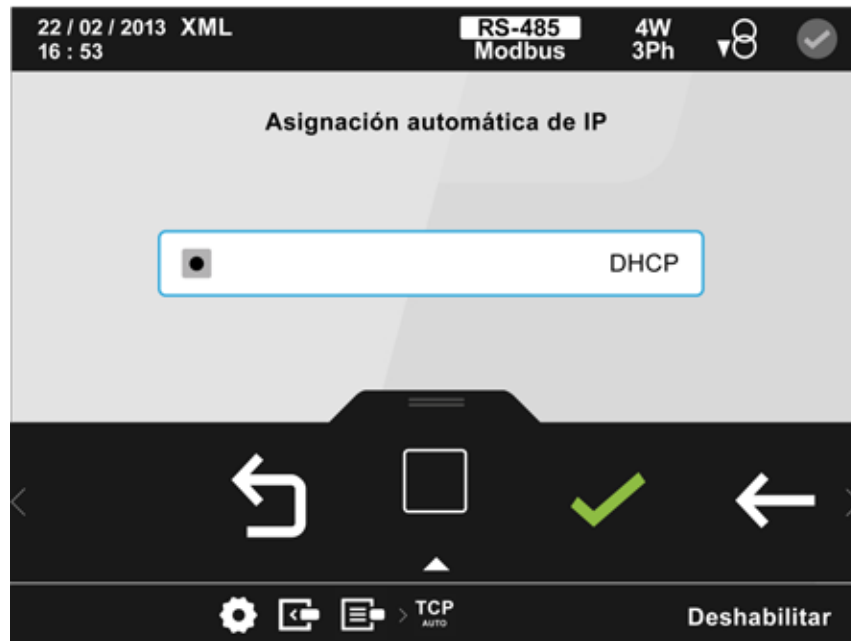 22 / 02 / 2013 XML RS-485 4W
16 : 53 Modbus 3Ph
Asignación automática de IP
DHCP
TCP
AUTO
Deshabilitar